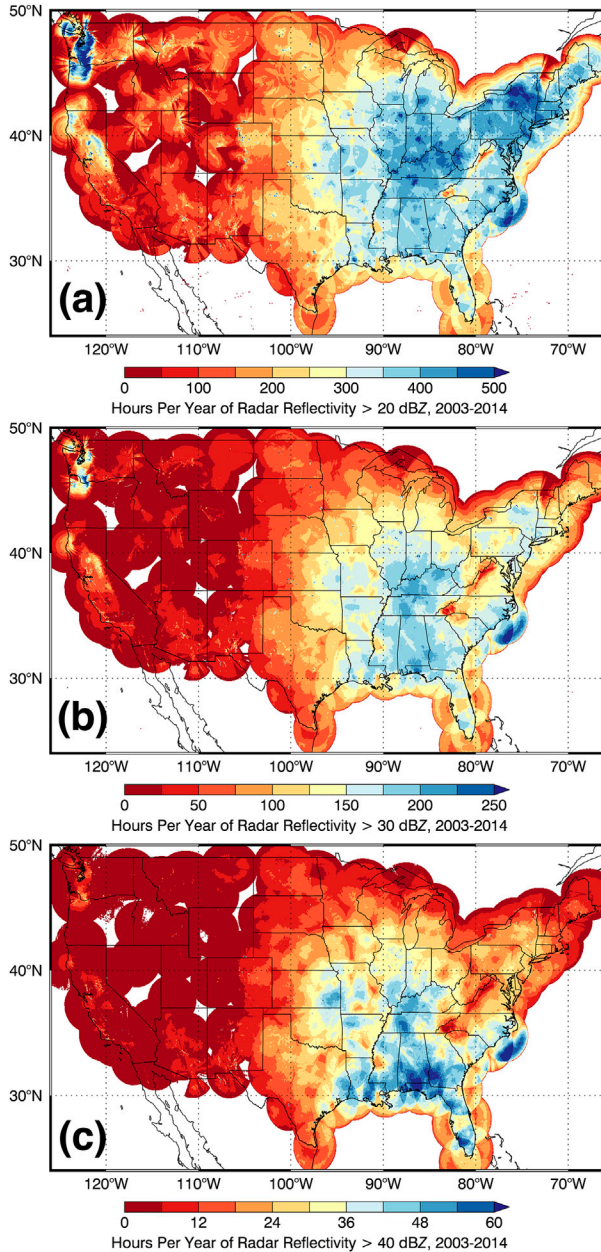 50°N
40°N
30°N
(a)
120°W 110°W 100°W 90°W 80°W 70°W
0 100 200 300 400 500
Hours Per Year of Radar Reflectivity > 20 dBZ, 2003-2014
50°N
40°N
30°N
(b)
120°W 110°W 100°W 90°W 80°W 70°W
0 50 100 150 200 250
Hours Per Year of Radar Reflectivity > 30 dBZ, 2003-2014
50°N
40°N
30°N
(c)
120°W 110°W 100°W 90°W 80°W 70°W
0 12 24 36 48 60
Hours Per Year of Radar Reflectivity > 40 dBZ, 2003-2014